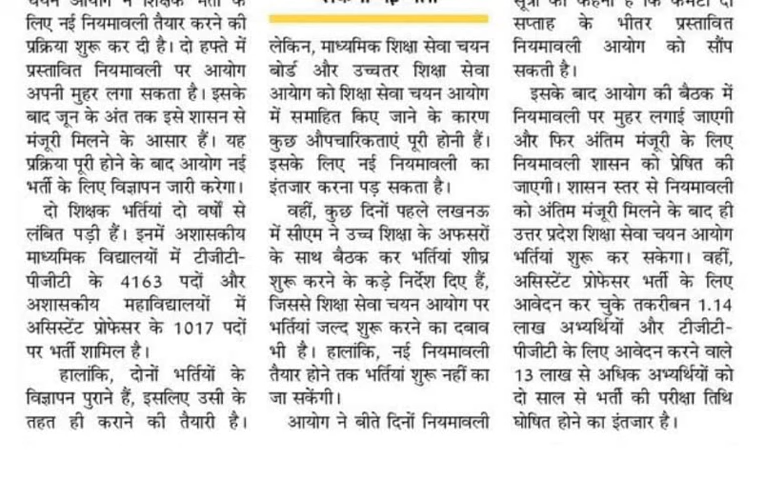 चयन आयोग ने शिक्षक भर्ती के
लिए नई नियमावली तैयार करने की
प्रक्रिया शुरू कर दी है। दो हफ्ते में
प्रस्तावित नियमावली पर आयोग
अपनी मुहर लगा सकता है। इसके
बाद जून के अंत तक इसे शासन से
मंजूरी मिलने के आसार हैं। यह
प्रक्रिया पूरी होने के बाद आयोग नई
भर्ती के लिए विज्ञापन जारी करेगा।
दो शिक्षक भर्तियां दो वर्षों से
लंबित पड़ी हैं। इनमें अशासकीय
माध्यमिक विद्यालयों में टीजीटी-
पीजीटी के 4163 पदों और
अशासकीय महाविद्यालयों में
असिस्टेंट प्रोफेसर के 1017 पदों
पर भर्ती शामिल है।
हालांकि, दोनों भर्तियों के
विज्ञापन पुराने हैं, इसलिए उसी के
तहत ही कराने की तैयारी है।
लेकिन, माध्यमिक शिक्षा सेवा चयन
बोर्ड और उच्चतर शिक्षा सेवा
आयेाग को शिक्षा सेवा चयन आयोग
में समाहित किए जाने के कारण
कुछ औपचारिकताएं पूरी होनी हैं।
इसके लिए नई नियमावली का
इंतजार करना पड़ सकता है।
वहीं, कुछ दिनों पहले लखनऊ
में सीएम ने उच्च शिक्षा के अफसरों
के साथ बैठक कर भर्तियां शीघ्र
शुरू करने के कड़े निर्देश दिए हैं,
जिससे शिक्षा सेवा चयन आयोग पर
भर्तियां जल्द शुरू करने का दबाव
भी है। हालांकि, नई नियमावली
तैयार होने तक भर्तियां शुरू नहीं का
जा सकेंगी।
आयोग ने बीते दिनों नियमावली
सूत्रों का कहना है कि कमेटी दो
सप्ताह के भीतर प्रस्तावित
नियमावली आयोग को सौंप
सकती है।
इसके बाद आयोग की बैठक में
नियमावली पर मुहर लगाई जाएगी
और फिर अंतिम मंजूरी के लिए
नियमावली शासन को प्रेषित की
जाएगी। शासन स्तर से नियमावली
को अंतिम मंजूरी मिलने के बाद ही
उत्तर प्रदेश शिक्षा सेवा चयन आयोग
भर्तियां शुरू कर सकेगा। वहीं,
असिस्टेंट प्रोफेसर भर्ती के लिए
आवेदन कर चुके तकरीबन 1.14
लाख अभ्यर्थियों और टीजीटी-
पीजीटी के लिए आवेदन करने वाले
13 लाख से अधिक अभ्यर्थियों को
दो साल से भर्ती की परीक्षा तिथि
घोषित होने का इंतजार है।